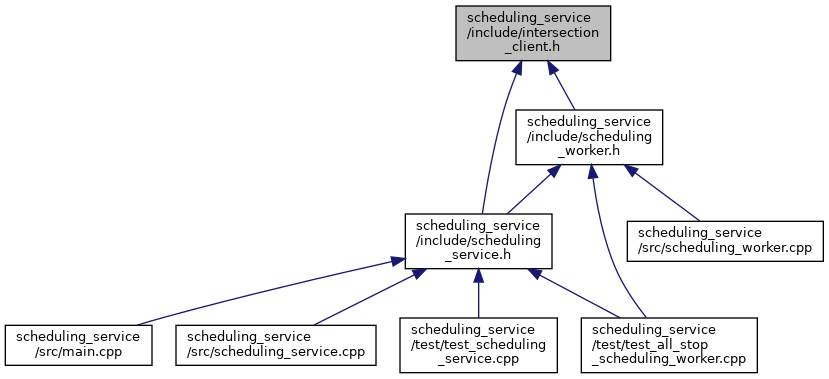 scheduling_service
/include/intersection
_client.h
scheduling_service
/include/scheduling
_worker.h
scheduling_service
/include/scheduling
_service.h
scheduling_service
/src/scheduling_worker.cpp
scheduling_service
/src/main.cpp
scheduling_service
/src/scheduling_service.cpp
scheduling_service
/test/test_scheduling
_service.cpp
scheduling_service
/test/test_all_stop
_scheduling_worker.cpp